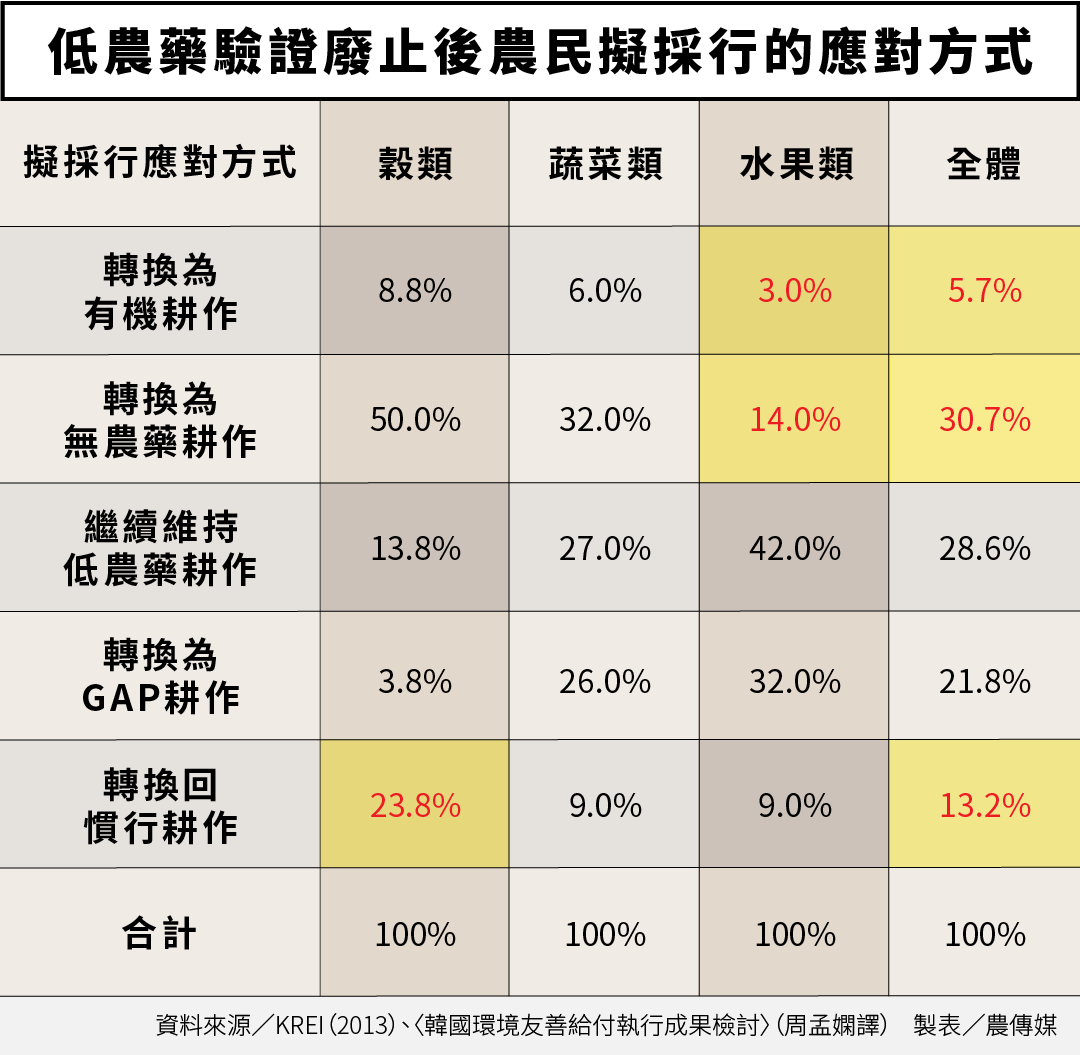 低農藥驗證廢止後農民擬採行的應對方式
擬採行應對方式 穀類 蔬菜類 水果類 全體
轉換為
有機耕作 8.8% 6.0% 3.0% 5.7%
轉換為
無農藥耕作 50.0% 32.0% 14.0% 30.7%
繼續維持
低農藥耕作 13.8% 27.0% 42.0% 28.6%
轉換為
GAP耕作 3.8% 26.0% 32.0% 21.8%
轉換回
慣行耕作 23.8% 9.0% 9.0% 13.2%
合計 100% 100% 100% 100%
資料來源／KREI（2013）、〈韓國環境友善給付執行成果檢討〉（周孟嫻譯） 製表／農傳媒